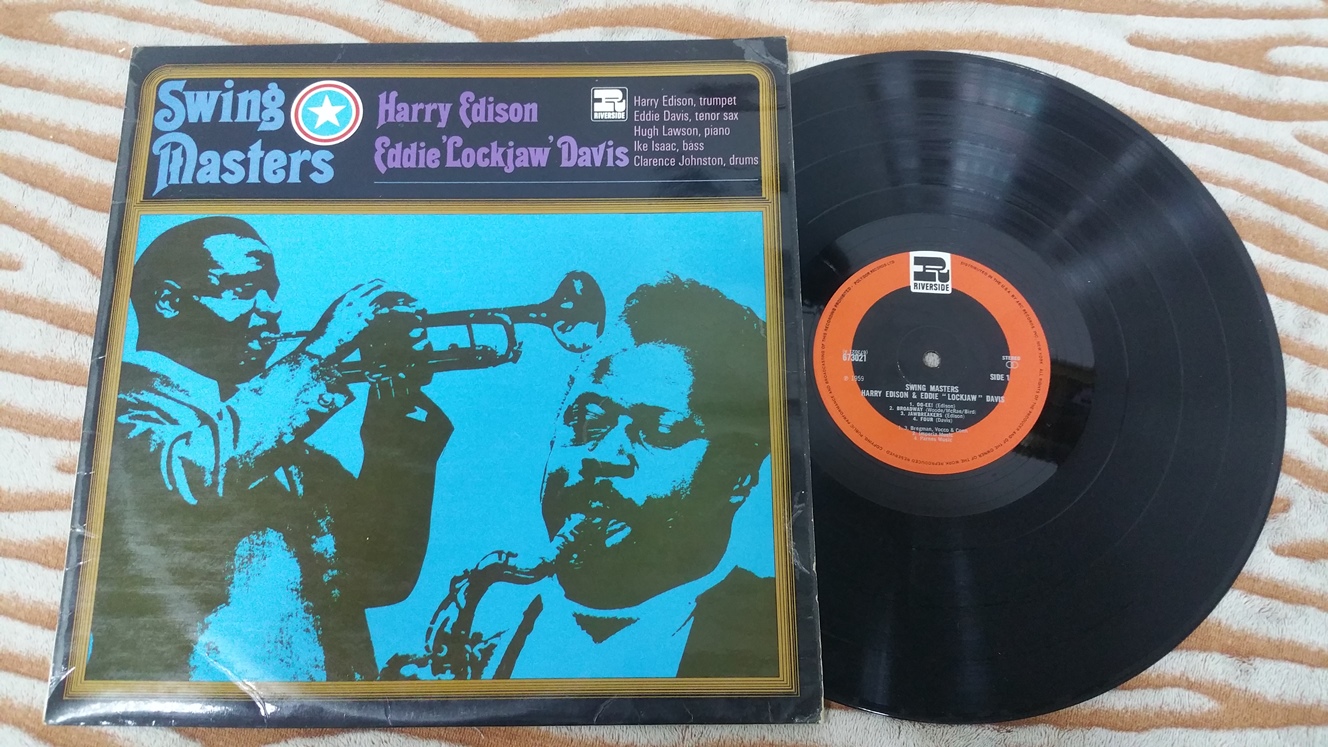 Swing
Masters
Harry Edison
Eddie 'Lockjaw' Davis
RIVERSIDE
Harry Edison, trumpet
Eddie Davis, tenor sax
Hugh Lawson, piano
Ike Isaac, bass
Clarence Johnston, drums
RIVERSIDE
673021
STEREO
℗ 1959
SIDE 1
SWING MASTERS
HARRY EDISON & EDDIE "LOCKJAW" DAVIS
1. OO-EE! (Edison)
2. BROADWAY (Woode/McRae/Bird)
3. JAWBREAKERS (Edison)
4. FOUR (Davis)